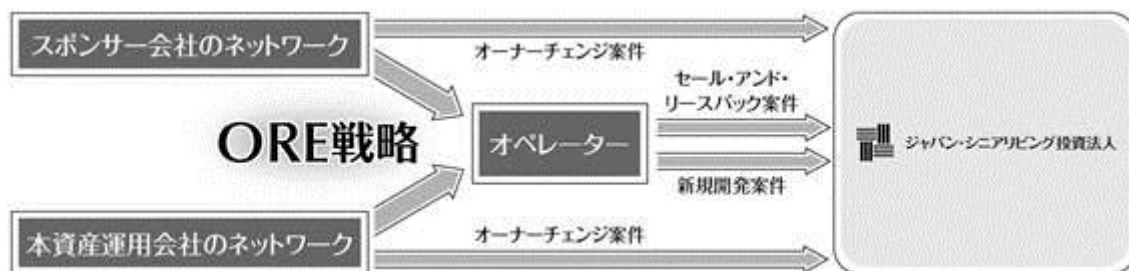 スポンサー会社のネットワーク
オーナーチェンジ案件
セール・アンド・
リースバック案件
ORE戦略
オペレーター
ジャパン・シニアリビング投資法人
新規開発案件
本資産運用会社のネットワーク
オーナーチェンジ案件